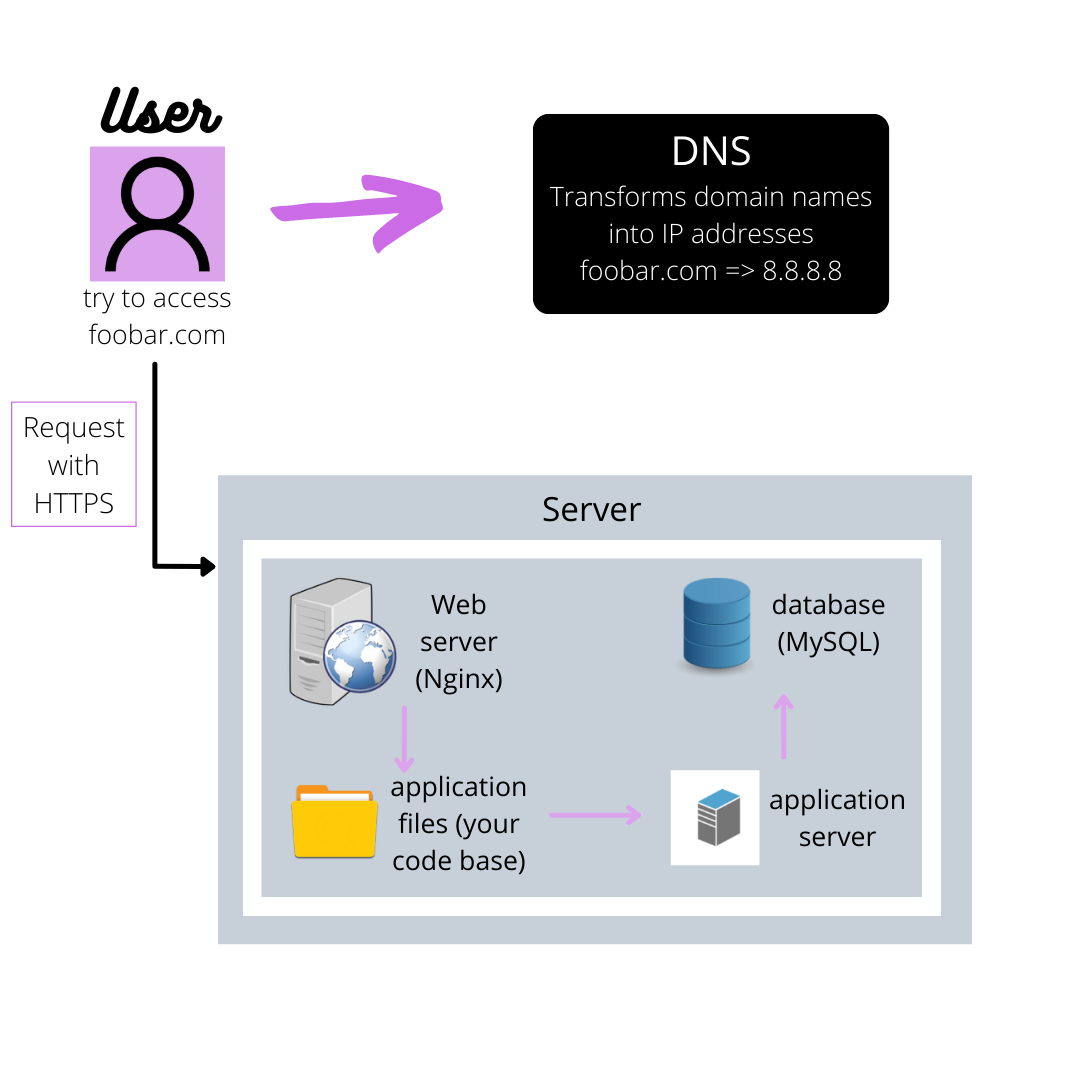 User
try to access
foobar.com
DNS
Transforms domain names
into IP addresses
foobar.com => 8.8.8.8
Request
with
HTTPS
Server
Web
server
(Nginx)
database
(MySQL)
application
files (your
code base)
application
server